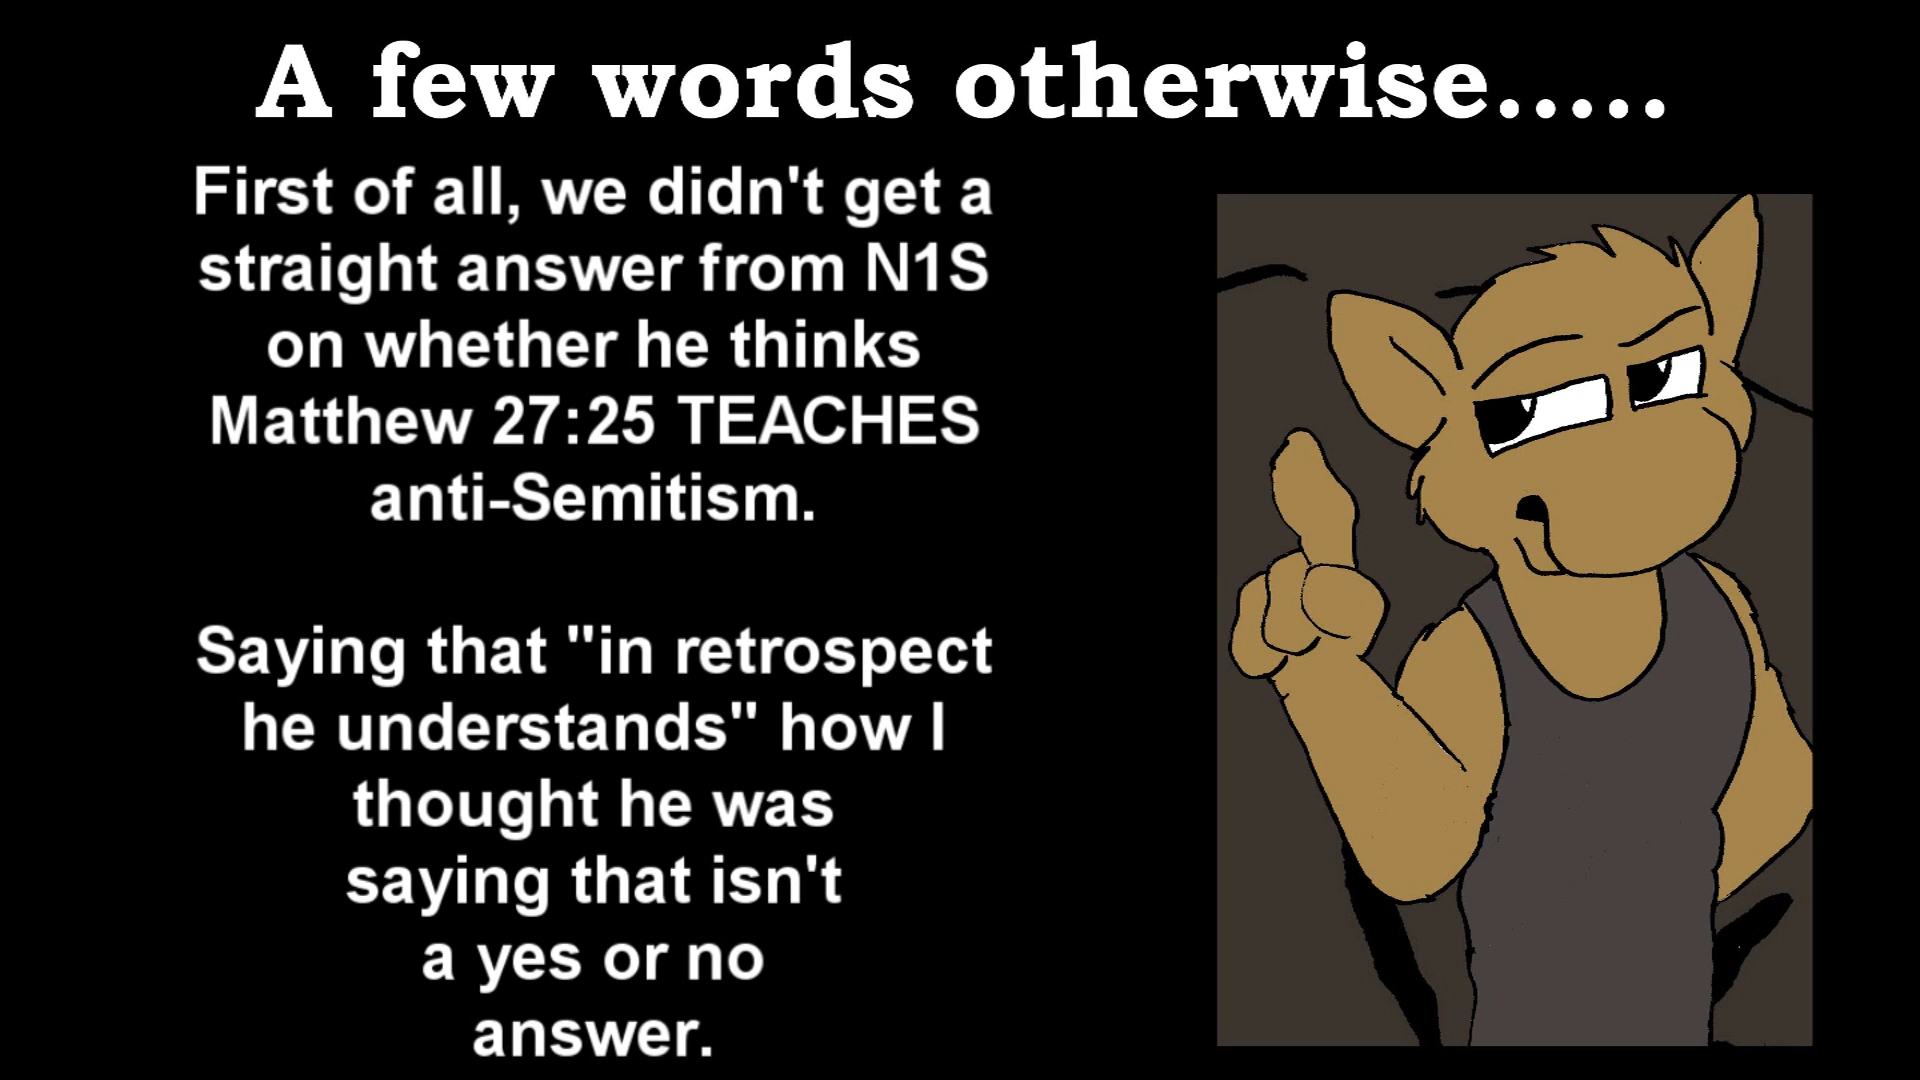 A few words otherwise.....
First of all, we didn't get a
straight answer from N1S
on whether he thinks
Matthew 27:25 TEACHES
anti-Semitism.
Saying that "in retrospect
he understands" how I
thought he was
saying that isn't
a yes or no
answer.